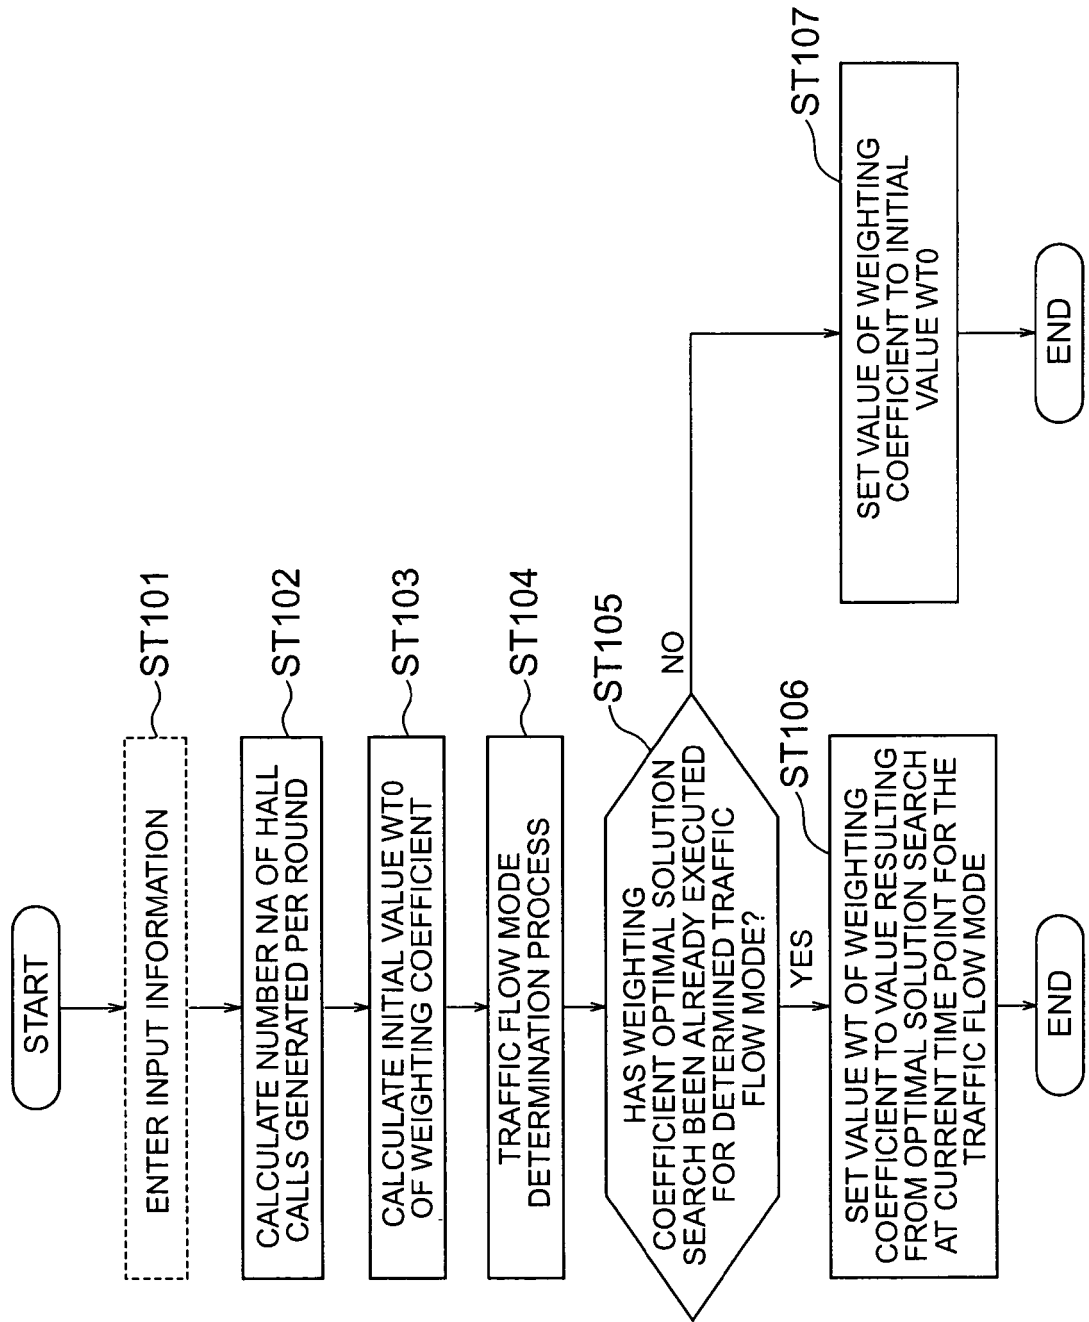 START
ENTER INPUT INFORMATION
ST101
CALCULATE NUMBER NA OF HALL
CALLS GENERATED PER ROUND
ST102
CALCULATE INITIAL VALUE WT0
OF WEIGHTING COEFFICIENT
ST103
TRAFFIC FLOW MODE
DETERMINATION PROCESS
ST104
HAS WEIGHTING
COEFFICIENT OPTIMAL SOLUTION
SEARCH BEEN ALREADY EXECUTED
FOR DETERMINED TRAFFIC
FLOW MODE?
ST105
NO
YES
SET VALUE WT OF WEIGHTING
COEFFICIENT TO VALUE RESULTING
FROM OPTIMAL SOLUTION SEARCH
AT CURRENT TIME POINT FOR THE
TRAFFIC FLOW MODE
ST106
END
SET VALUE OF WEIGHTING
COEFFICIENT TO INITIAL
VALUE WT0
ST107
END